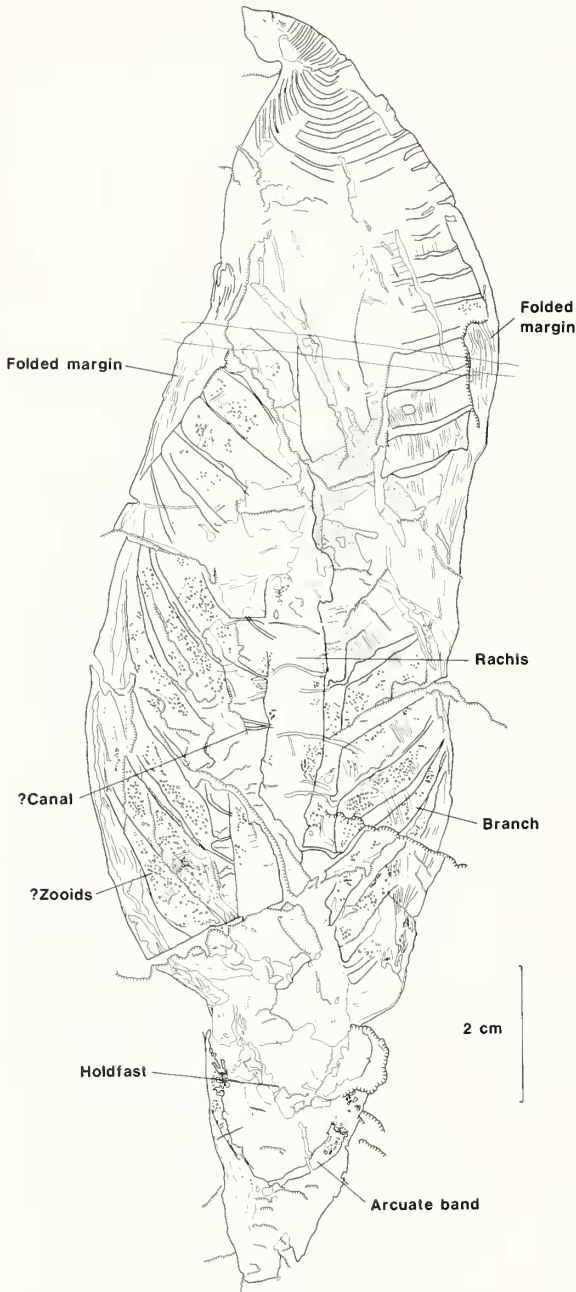 Folded
margin
Folded margin
Rachis
?Canal
Branch
?Zooids
2 cm
Holdfast
Arcuate band